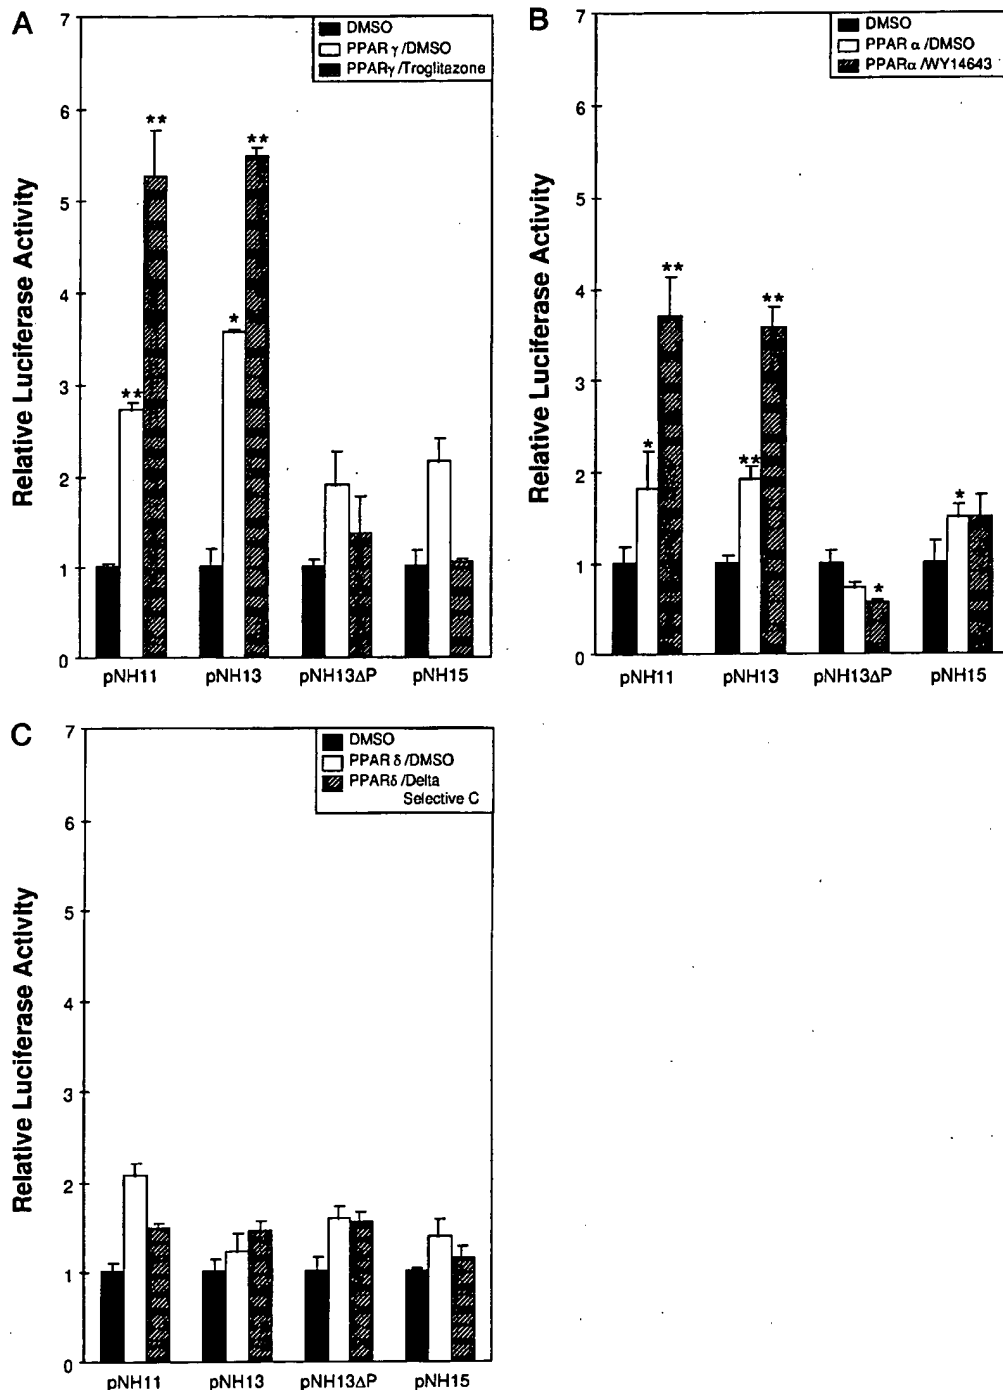 A
DMSO
PPAR γ /DMSO
PPARγ /Troglitazone
Relative Luciferase Activity
7
6
5
4
3
2
1
0
** 
**
**
*
pNH11
pNH13
pNH13ΔP
pNH15
B
DMSO
PPAR α /DMSO
PPARα /WY14643
Relative Luciferase Activity
7
6
5
4
3
2
1
0
**
**
*
**
*
*
pNH11
pNH13
pNH13ΔP
pNH15
C
DMSO
PPAR δ /DMSO
PPARδ /Delta
Selective C
Relative Luciferase Activity
7
6
5
4
3
2
1
0
pNH11
pNH13
pNH13ΔP
pNH15